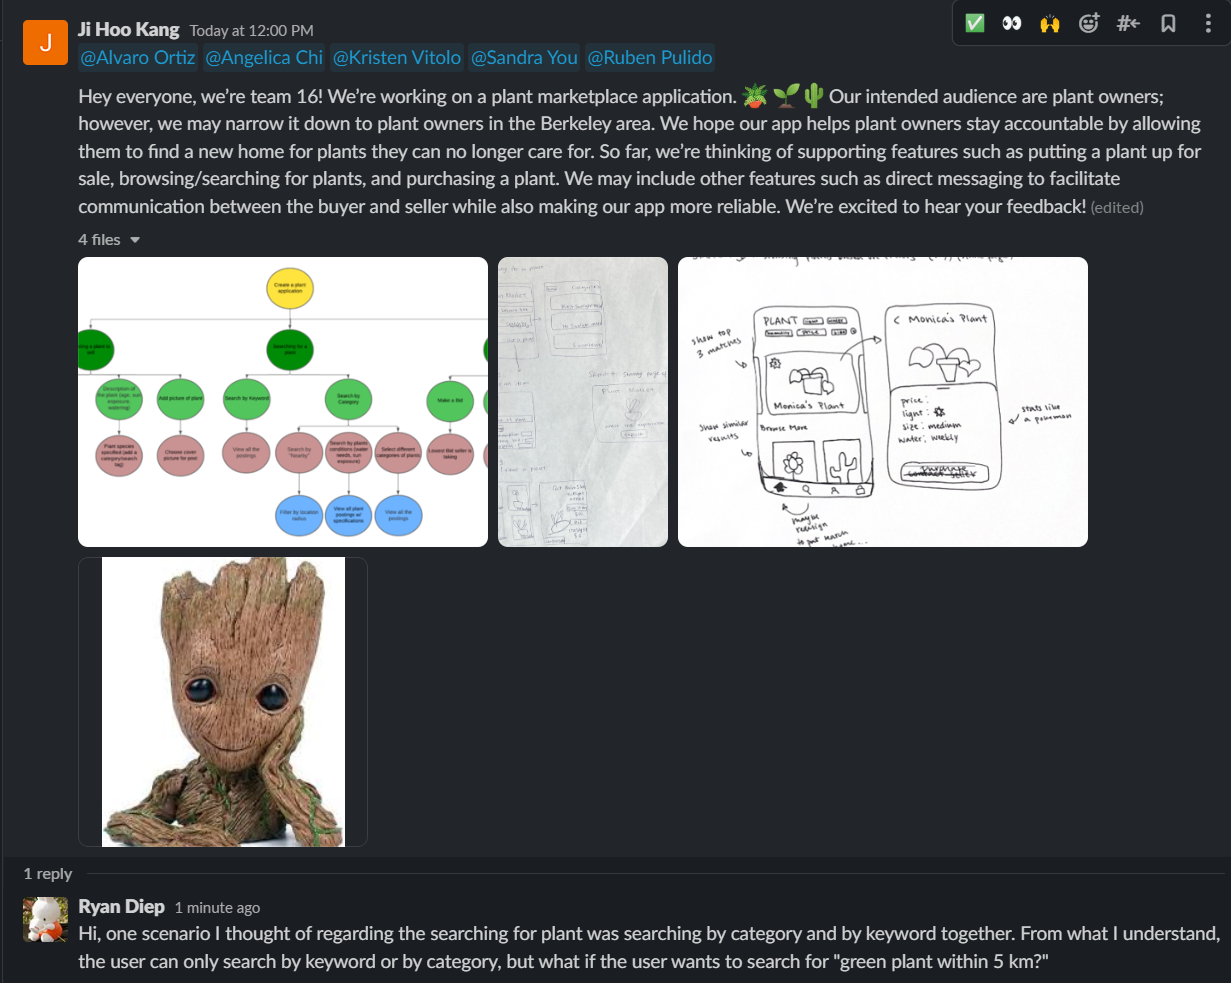 J
Ji Hoo Kang Today at 12:00 PM
@Alvaro Ortiz @Angelica Chi @Kristen Vitolo @Sandra You @Ruben Pulido
Hey everyone, we're team 16! We're working on a plant marketplace application. 🪴 🌱 🌵 Our intended audience are plant owners;
however, we may narrow it down to plant owners in the Berkeley area. We hope our app helps plant owners stay accountable by allowing
them to find a new home for plants they can no longer care for. So far, we're thinking of supporting features such as putting a plant up for
sale, browsing/searching for plants, and purchasing a plant. We may include other features such as direct messaging to facilitate
communication between the buyer and seller while also making our app more reliable. We're excited to hear your feedback! (edited)
4 files
Create a plant
application
Searching for a
plant
Description of
the plant (age, sun
exposure,
watering)
Add picture of plant
Search by Keyword
Search by
Category
Make a Bid
Plant species
specified (add a
category/search
tag)
Choose cover
picture for post
View all the
postings
Search by
"Nearby"
Search by plants
conditions (water
needs, sun
exposure)
Select different
categories of plants
Lowest Bid seller is
taking
Filter by location
radius
View all plant
postings w/
specifications
View all the
postings
show top
3 matches
PLANT
Monica's Plant
show similar
results
Browse More
maybe
redesign
to put search
< Monica's Plant
price:
light:
size: medium
water: weekly
purchase
contact seller
stats like
a pokemon
1 reply
Ryan Diep 1 minute ago
Hi, one scenario I thought of regarding the searching for plant was searching by category and by keyword together. From what I understand,
the user can only search by keyword or by category, but what if the user wants to search for "green plant within 5 km?"